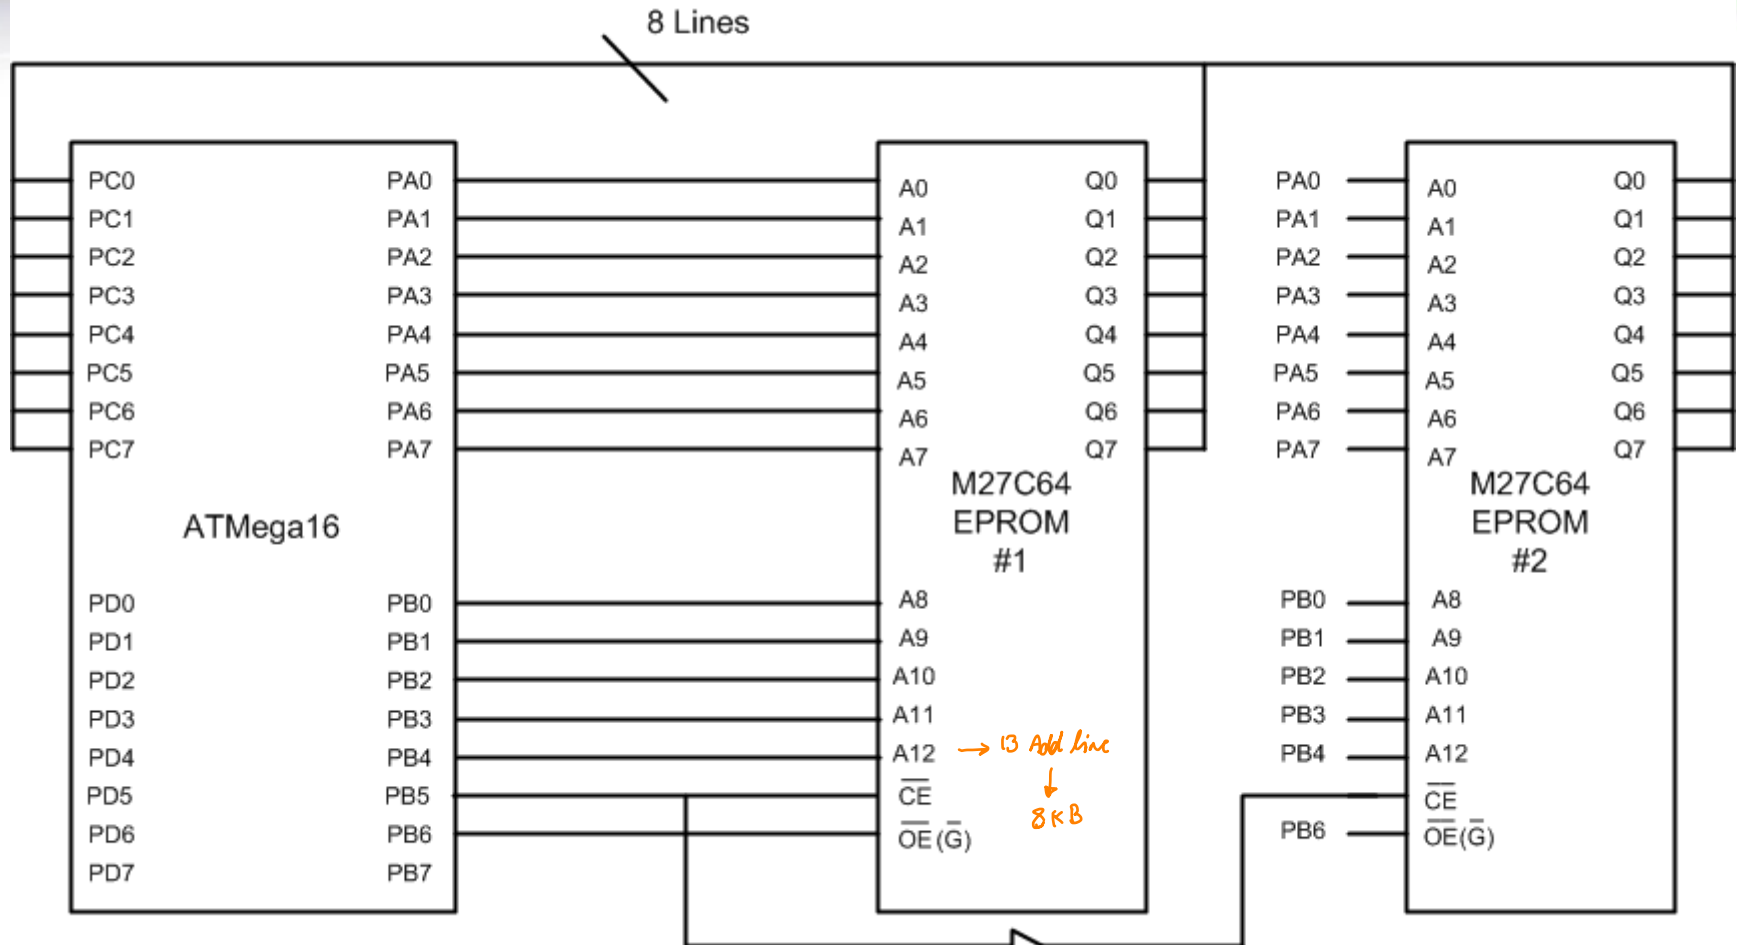 8 Lines
PC0 PA0 A0 Q0 PA0 A0 Q0
PC1 PA1 A1 Q1 PA1 A1 Q1
PC2 PA2 A2 Q2 PA2 A2 Q2
PC3 PA3 A3 Q3 PA3 A3 Q3
PC4 PA4 A4 Q4 PA4 A4 Q4
PC5 PA5 A5 Q5 PA5 A5 Q5
PC6 PA6 A6 Q6 PA6 A6 Q6
PC7 PA7 A7 Q7 PA7 A7 Q7
M27C64 M27C64
ATMega16 EPROM EPROM
#1 #2
PD0 PB0 A8 PB0 A8
PD1 PB1 A9 PB1 A9
PD2 PB2 A10 PB2 A10
PD3 PB3 A11 PB3 A11
PD4 PB4 A12 → 13 Add line PB4 A12
↓
PD5 PB5 C̅E̅ 8KB C̅E̅
PD6 PB6 O̅E̅(G̅) PB6 O̅E̅(G̅)
PD7 PB7